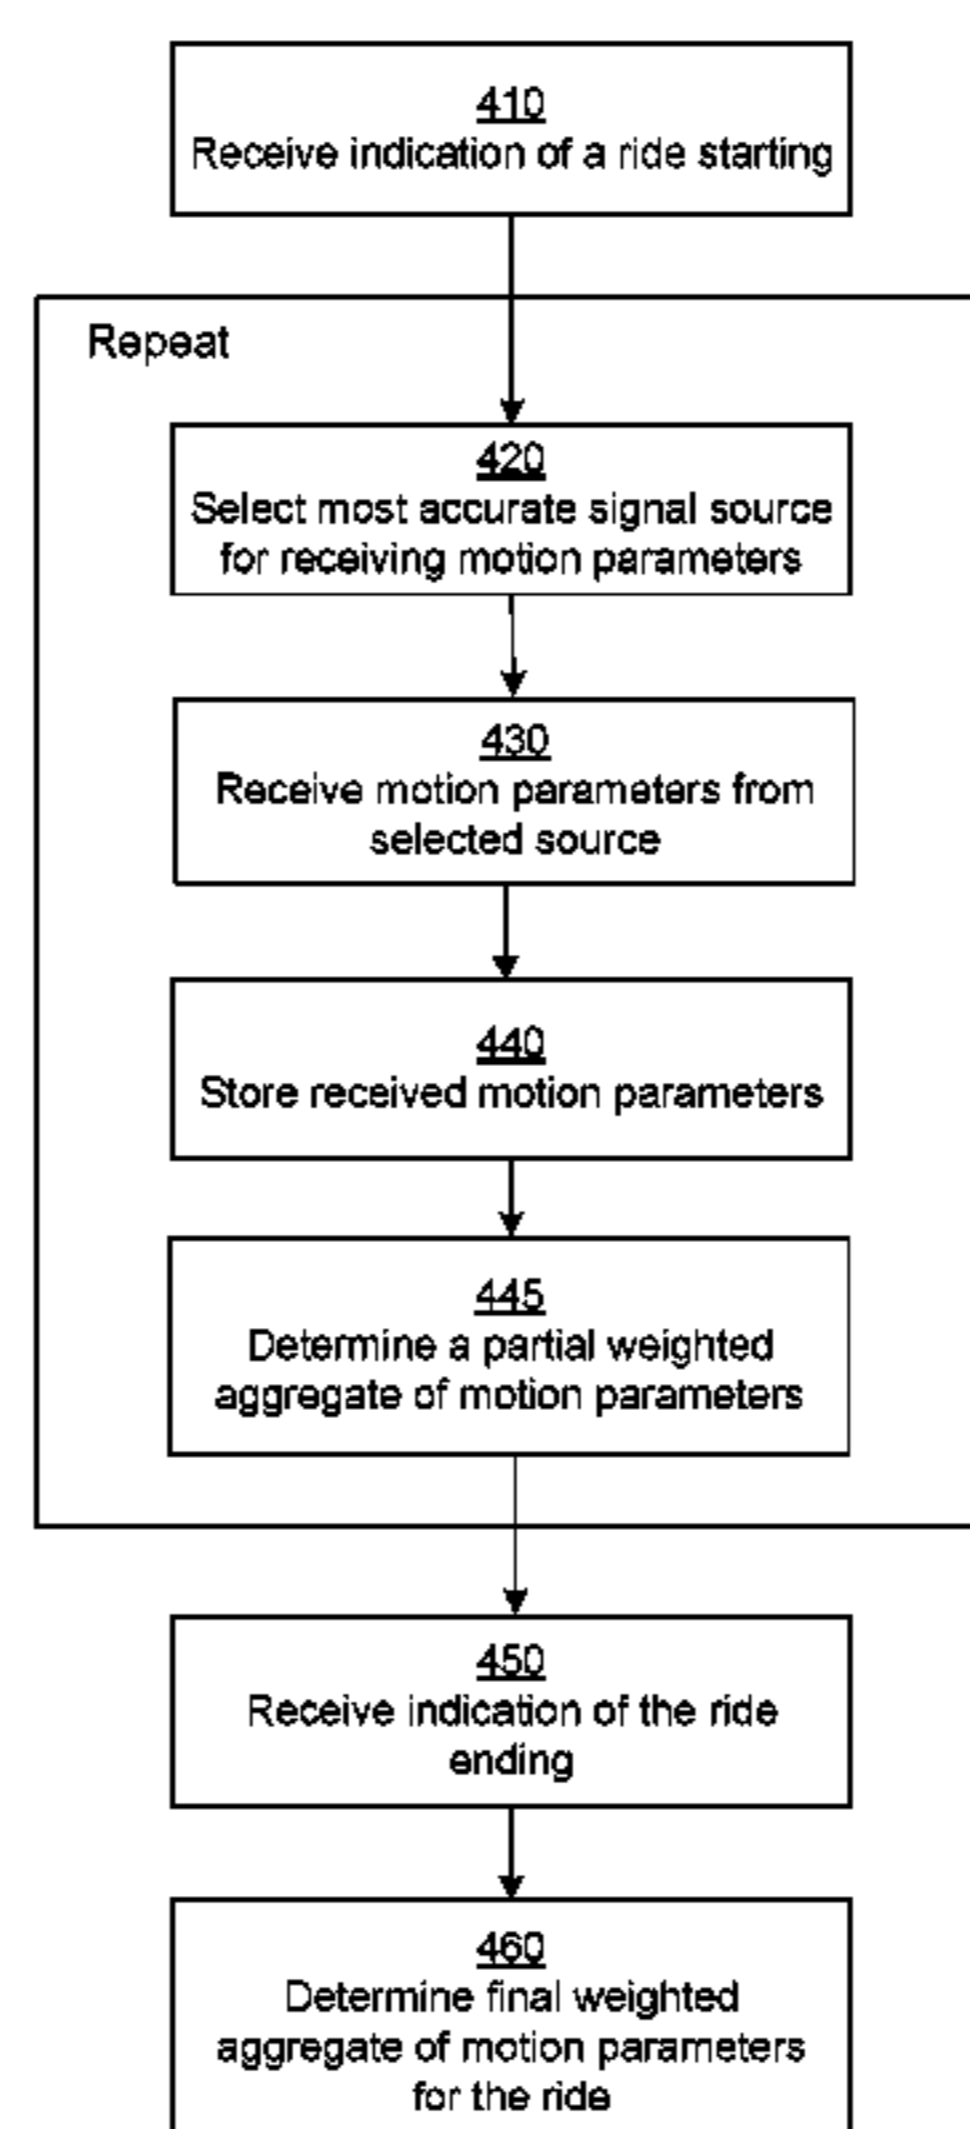 410
Receive indication of a ride starting
Repeat
420
Select most accurate signal source
for receiving motion parameters
430
Receive motion parameters from
selected source
440
Store received motion parameters
445
Determine a partial weighted
aggregate of motion parameters
450
Receive indication of the ride
ending
460
Determine final weighted
aggregate of motion parameters
for the ride